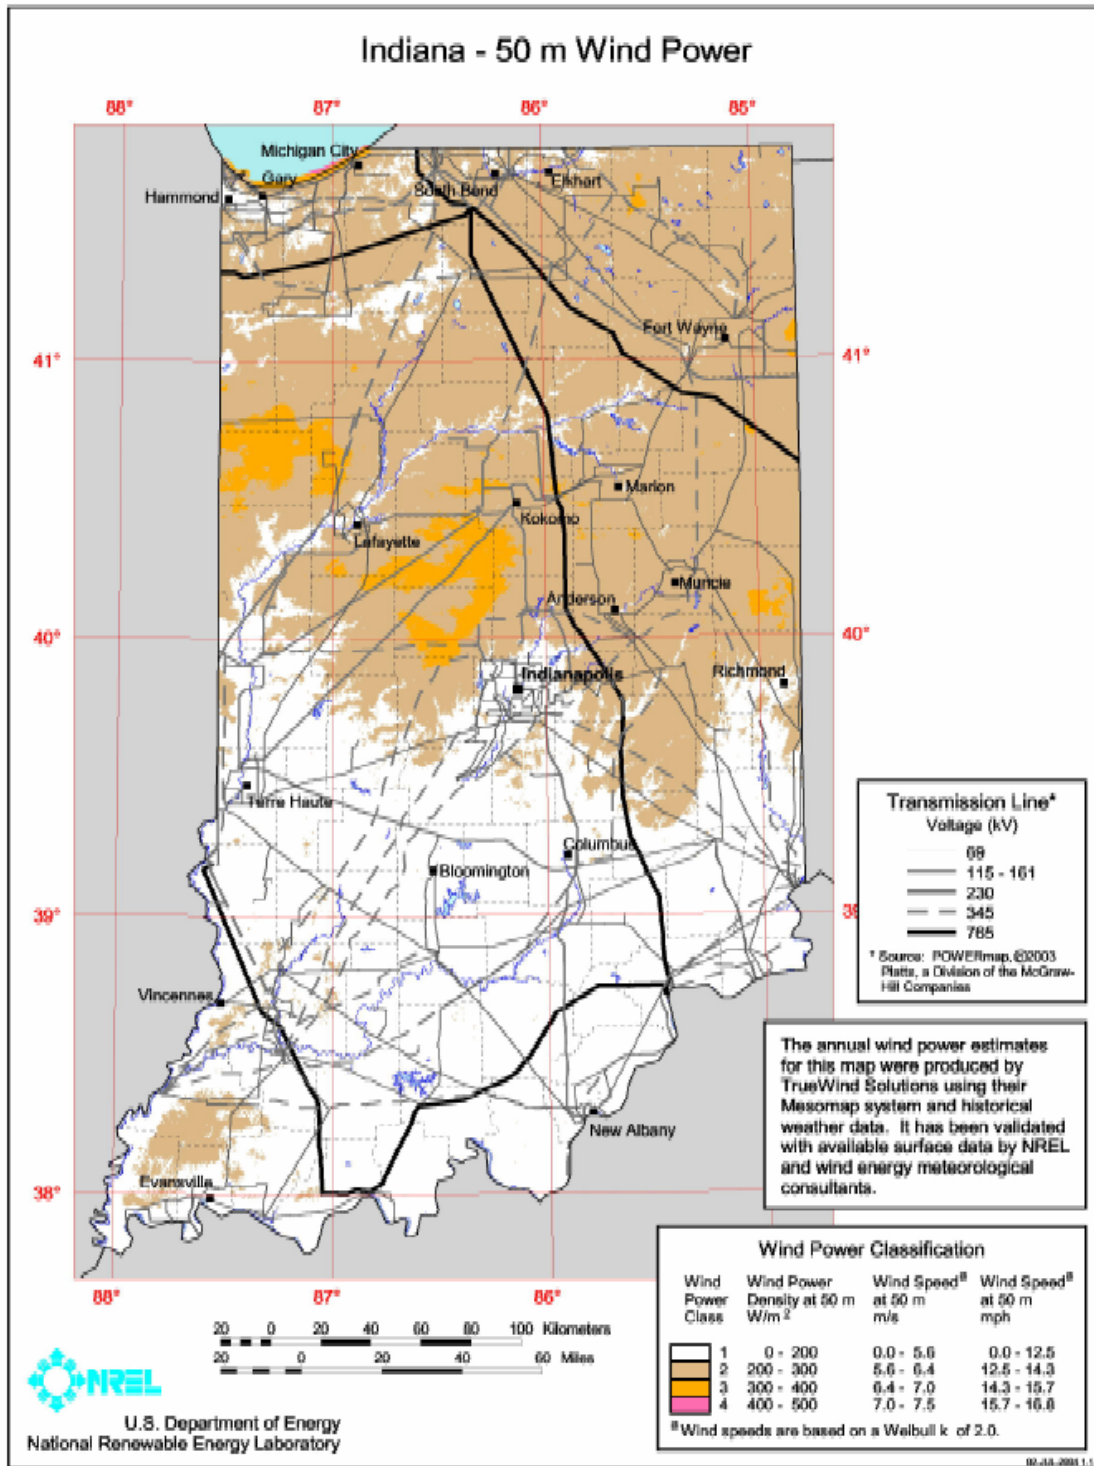 Indiana - 50 m Wind Power
88° 87° 86° 85°
Michigan City
Gary
Hammond
South Bend
Elkhart
Fort Wayne
41° 41°
Marion
Kokomo
Lafayette
Muncie
Anderson
40° 40°
Indianapolis
Richmond
Terre Haute
Columbus
Bloomington
39° 39
Vincennes
New Albany
Evansville
38°
88° 87° 86°
Transmission Line*
Voltage (kV)
69
115 - 161
230
345
765
* Source: POWERmap, ©2003
Platts, a Division of the McGraw-
Hill Companies
The annual wind power estimates
for this map were produced by
TrueWind Solutions using their
Mesomap system and historical
weather data. It has been validated
with available surface data by NREL
and wind energy meteorological
consultants.
Wind Power Classification
Wind Power Class
Wind Power Density at 50 m W/m²
Wind Speedᵃ at 50 m m/s
Wind Speedᵃ at 50 m mph
1 0 - 200 0.0 - 5.6 0.0 - 12.5
2 200 - 300 5.6 - 6.4 12.5 - 14.3
3 300 - 400 6.4 - 7.0 14.3 - 15.7
4 400 - 500 7.0 - 7.5 15.7 - 16.8
ᵃ Wind speeds are based on a Weibull k of 2.0.
20 0 20 40 60 80 100 Kilometers
20 0 20 40 60 Miles
NREL
U.S. Department of Energy
National Renewable Energy Laboratory